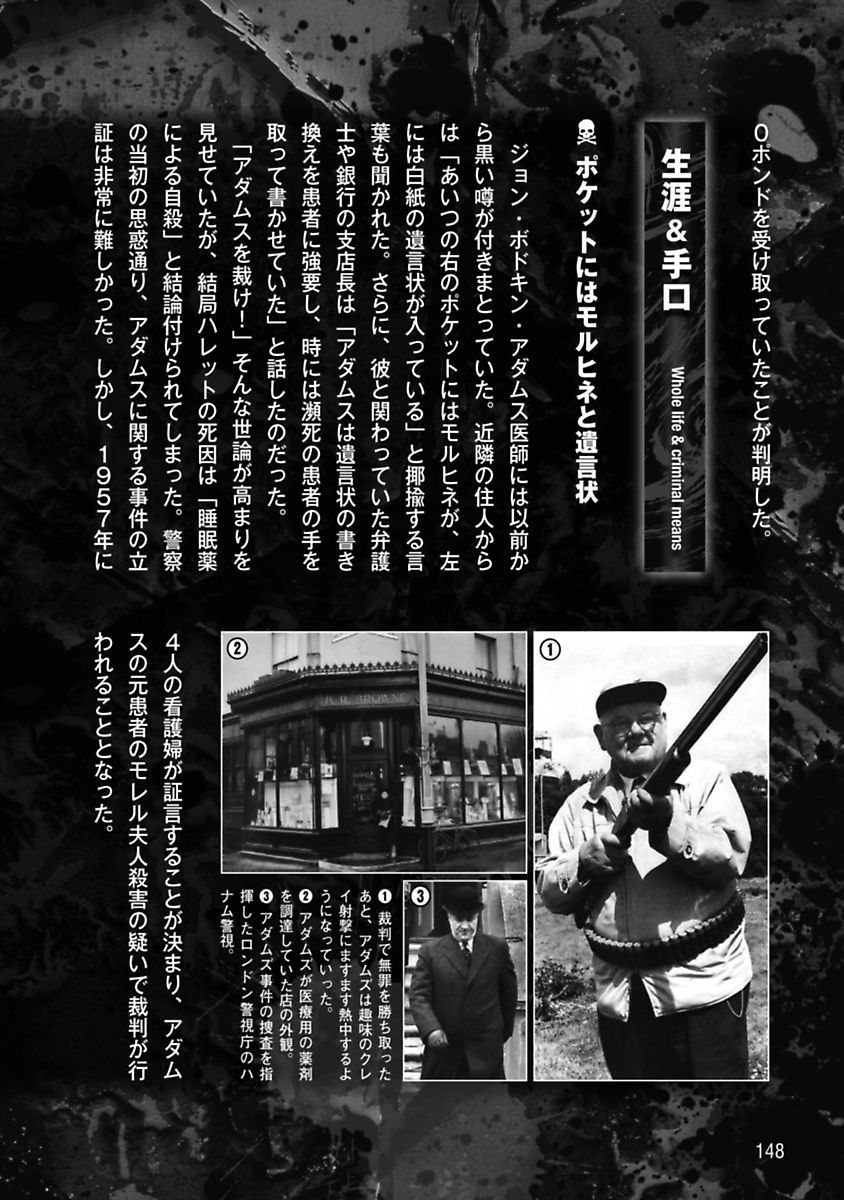 0ポンドを受け取っていたことが判明した。
生涯&手口
Whole life & criminal means
ポケットにはモルヒネと遺言状
ジョン・ボドキン・アダムス医師には以前か
ら黒い噂が付きまとっていた。近隣の住人から
は「あいつの右のポケットにはモルヒネが、左
には白紙の遺言状が入っている」と揶揄する言
葉も聞かれた。さらに、彼と関わっていた弁護
士や銀行の支店長は「アダムスは遺言状の書き
換えを患者に強要し、時には瀕死の患者の手を
取って書かせていた」と話したのだった。
「アダムスを裁け!」そんな世論が高まりを
見せていたが、結局ハレットの死因は「睡眠薬
による自殺」と結論付けられてしまった。警察
の当初の思惑通り、アダムスに関する事件の立
証は非常に難しかった。しかし、1957年に
①
②
A. R. BROWNE
③
❶ 裁判で無罪を勝ち取った
あと、アダムズは趣味のクレ
イ射撃にますます熱中するよ
うになっていった。
❷ アダムズが医療用の薬剤
を調達していた店の外観。
❸ アダムズ事件の捜査を指
揮したロンドン警視庁のハ
ナム警視。
4人の看護婦が証言することが決まり、アダム
スの元患者のモレル夫人殺害の疑いで裁判が行
われることとなった。
148